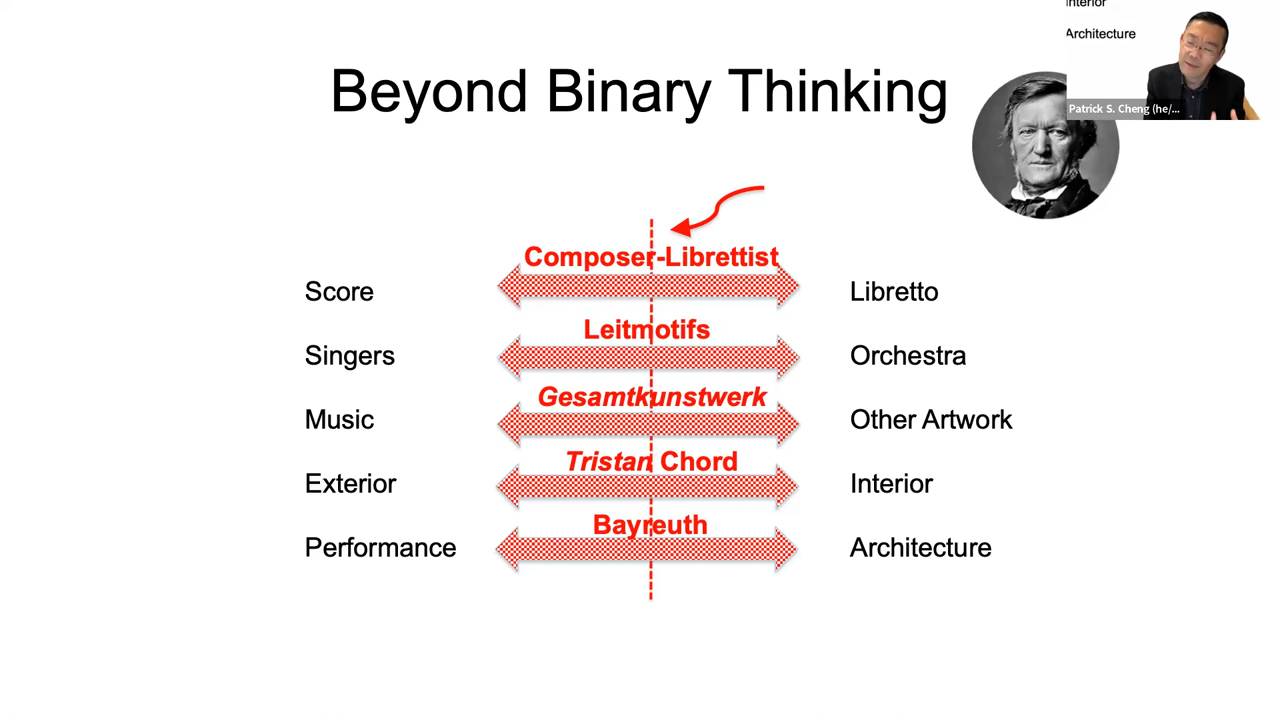 Interior
Architecture
Patrick S. Cheng (he/...
Beyond Binary Thinking
Composer-Librettist
Score
Libretto
Leitmotifs
Singers
Orchestra
Gesamtkunstwerk
Music
Other Artwork
Tristan Chord
Exterior
Interior
Bayreuth
Performance
Architecture